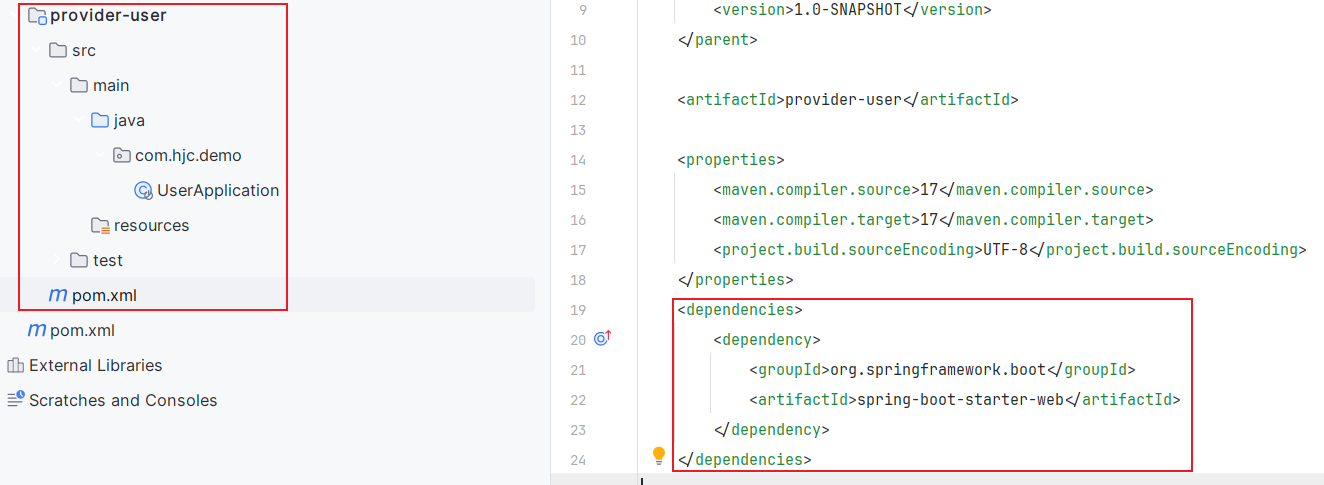 provider-user
src
main
java
com.hjc.demo
UserApplication
resources
test
pom.xml
pom.xml
External Libraries
Scratches and Consoles
9 <version>1.0-SNAPSHOT</version>
10 </parent>
11
12 <artifactId>provider-user</artifactId>
13
14 <properties>
15 <maven.compiler.source>17</maven.compiler.source>
16 <maven.compiler.target>17</maven.compiler.target>
17 <project.build.sourceEncoding>UTF-8</project.build.sourceEncoding>
18 </properties>
19 <dependencies>
20 <dependency>
21 <groupId>org.springframework.boot</groupId>
22 <artifactId>spring-boot-starter-web</artifactId>
23 </dependency>
24 </dependencies>